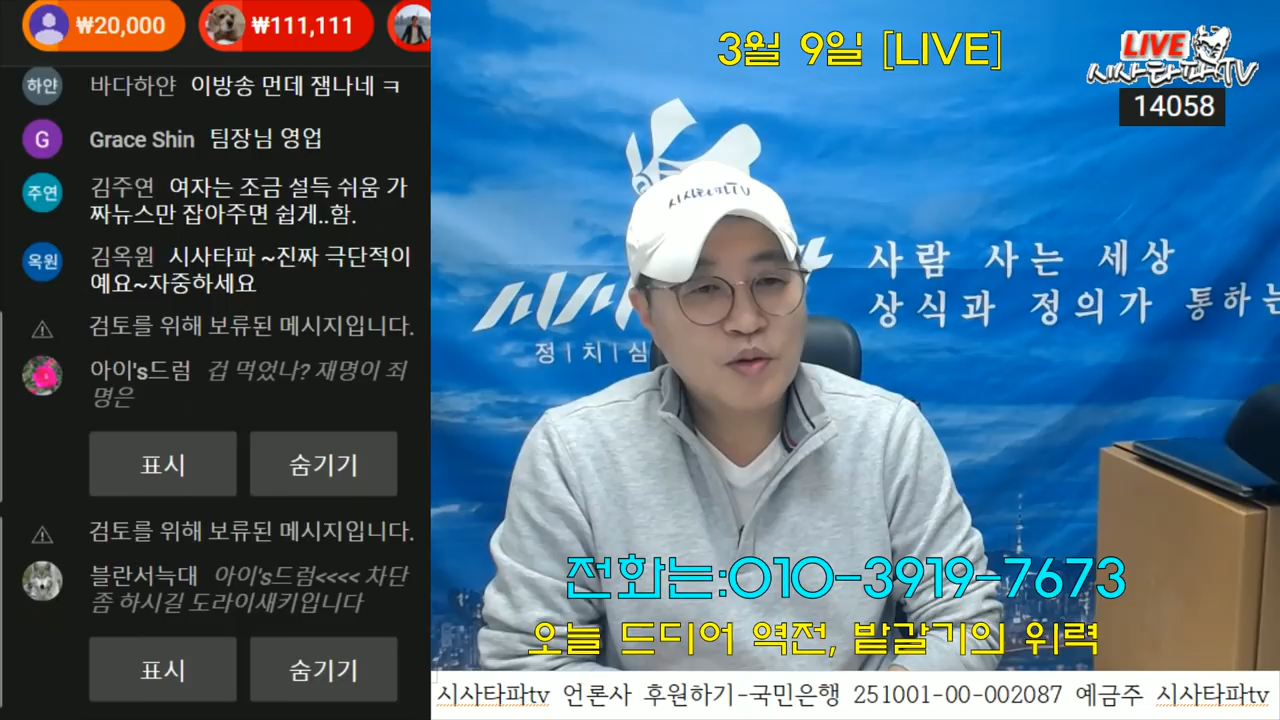 ₩20,000
₩111,111
하얀
바다하얀 이방송 먼데 잼나네 ㅋ
G
Grace Shin 팀장님 영업
주연
김주연 여자는 조금 설득 쉬움 가
짜뉴스만 잡아주면 쉽게..함.
옥원
김옥원 시사타파 ~진짜 극단적이
예요~자중하세요
검토를 위해 보류된 메시지입니다.
아이's드럼 겁 먹었나? 재명이 죄
명은
표시
숨기기
검토를 위해 보류된 메시지입니다.
블란서늑대 아이's드럼<<<< 차단
좀 하시길 도라이새키입니다
표시
숨기기
3월 9일 [LIVE]
LIVE
시사타파TV
14058
시사타파TV
사람 사는 세상
상식과 정의가 통하는
시사
정|치|심
전화는:010-3919-7673
오늘 드디어 역전, 밭갈기의 위력
시사타파tv 언론사 후원하기-국민은행 251001-00-002087 예금주 시사타파tv